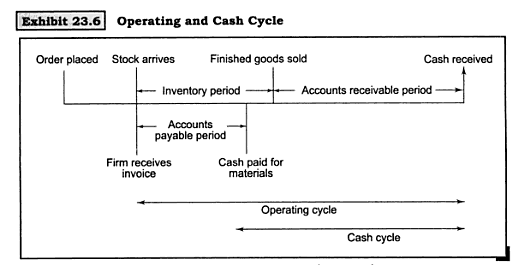 Exhibit 23.6 Operating and Cash Cycle
Order placed Stock arrives Finished goods sold Cash received
Inventory period Accounts receivable period
Accounts
payable period
Firm receives
invoice
Cash paid for
materials
Operating cycle
Cash cycle